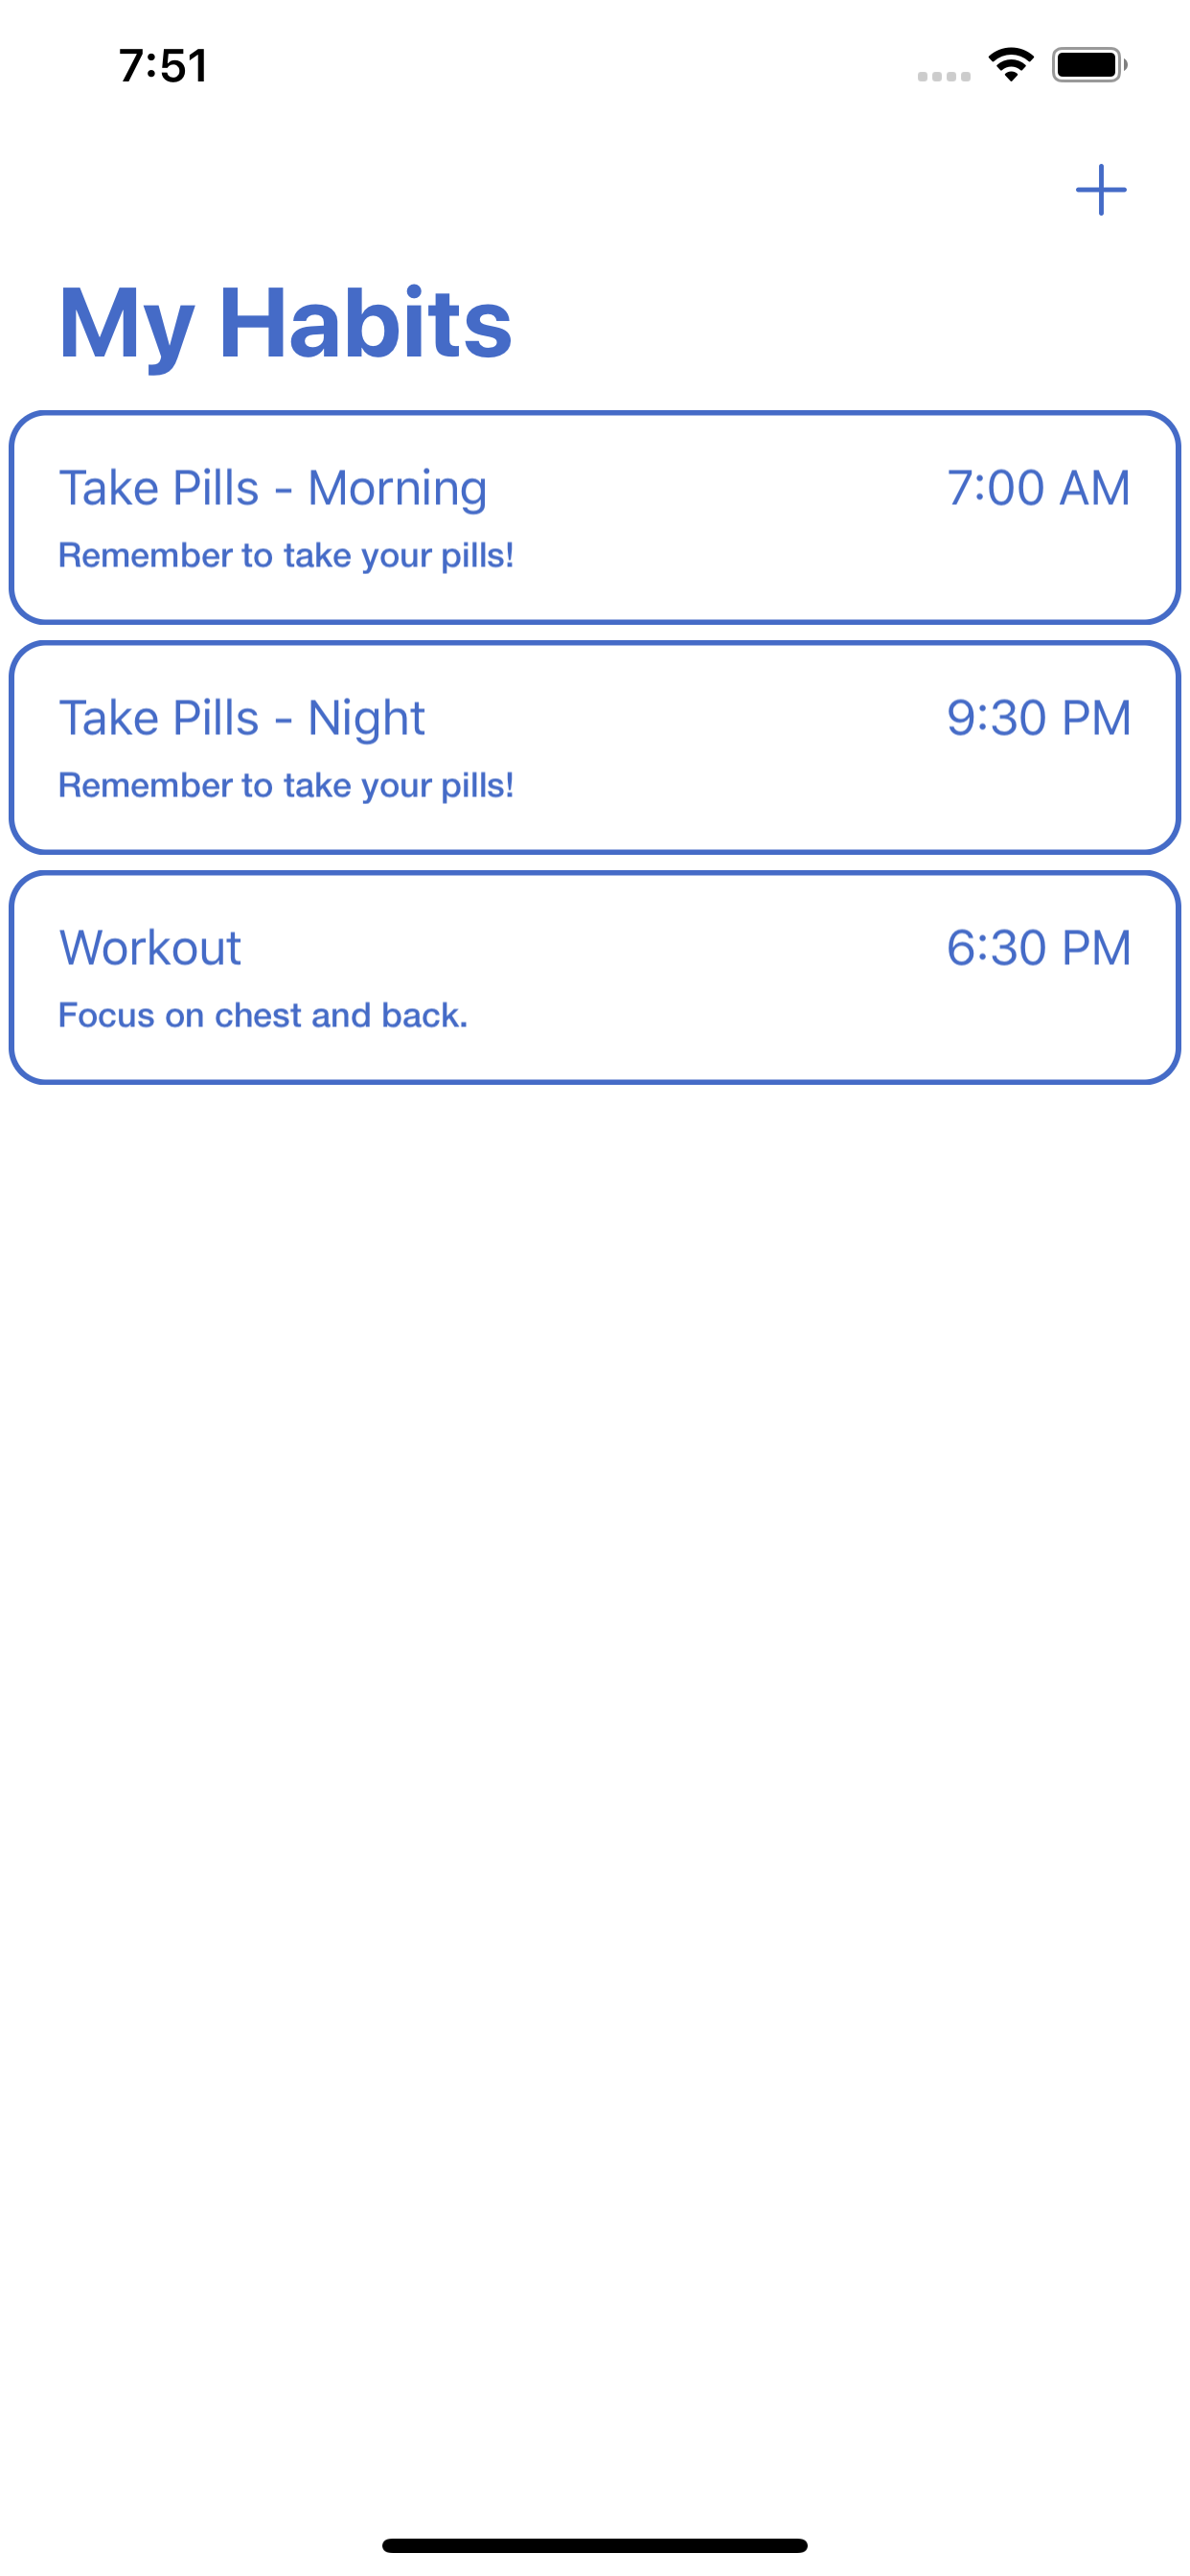 7:51
My Habits
Take Pills - Morning 7:00 AM
Remember to take your pills!
Take Pills - Night 9:30 PM
Remember to take your pills!
Workout 6:30 PM
Focus on chest and back.